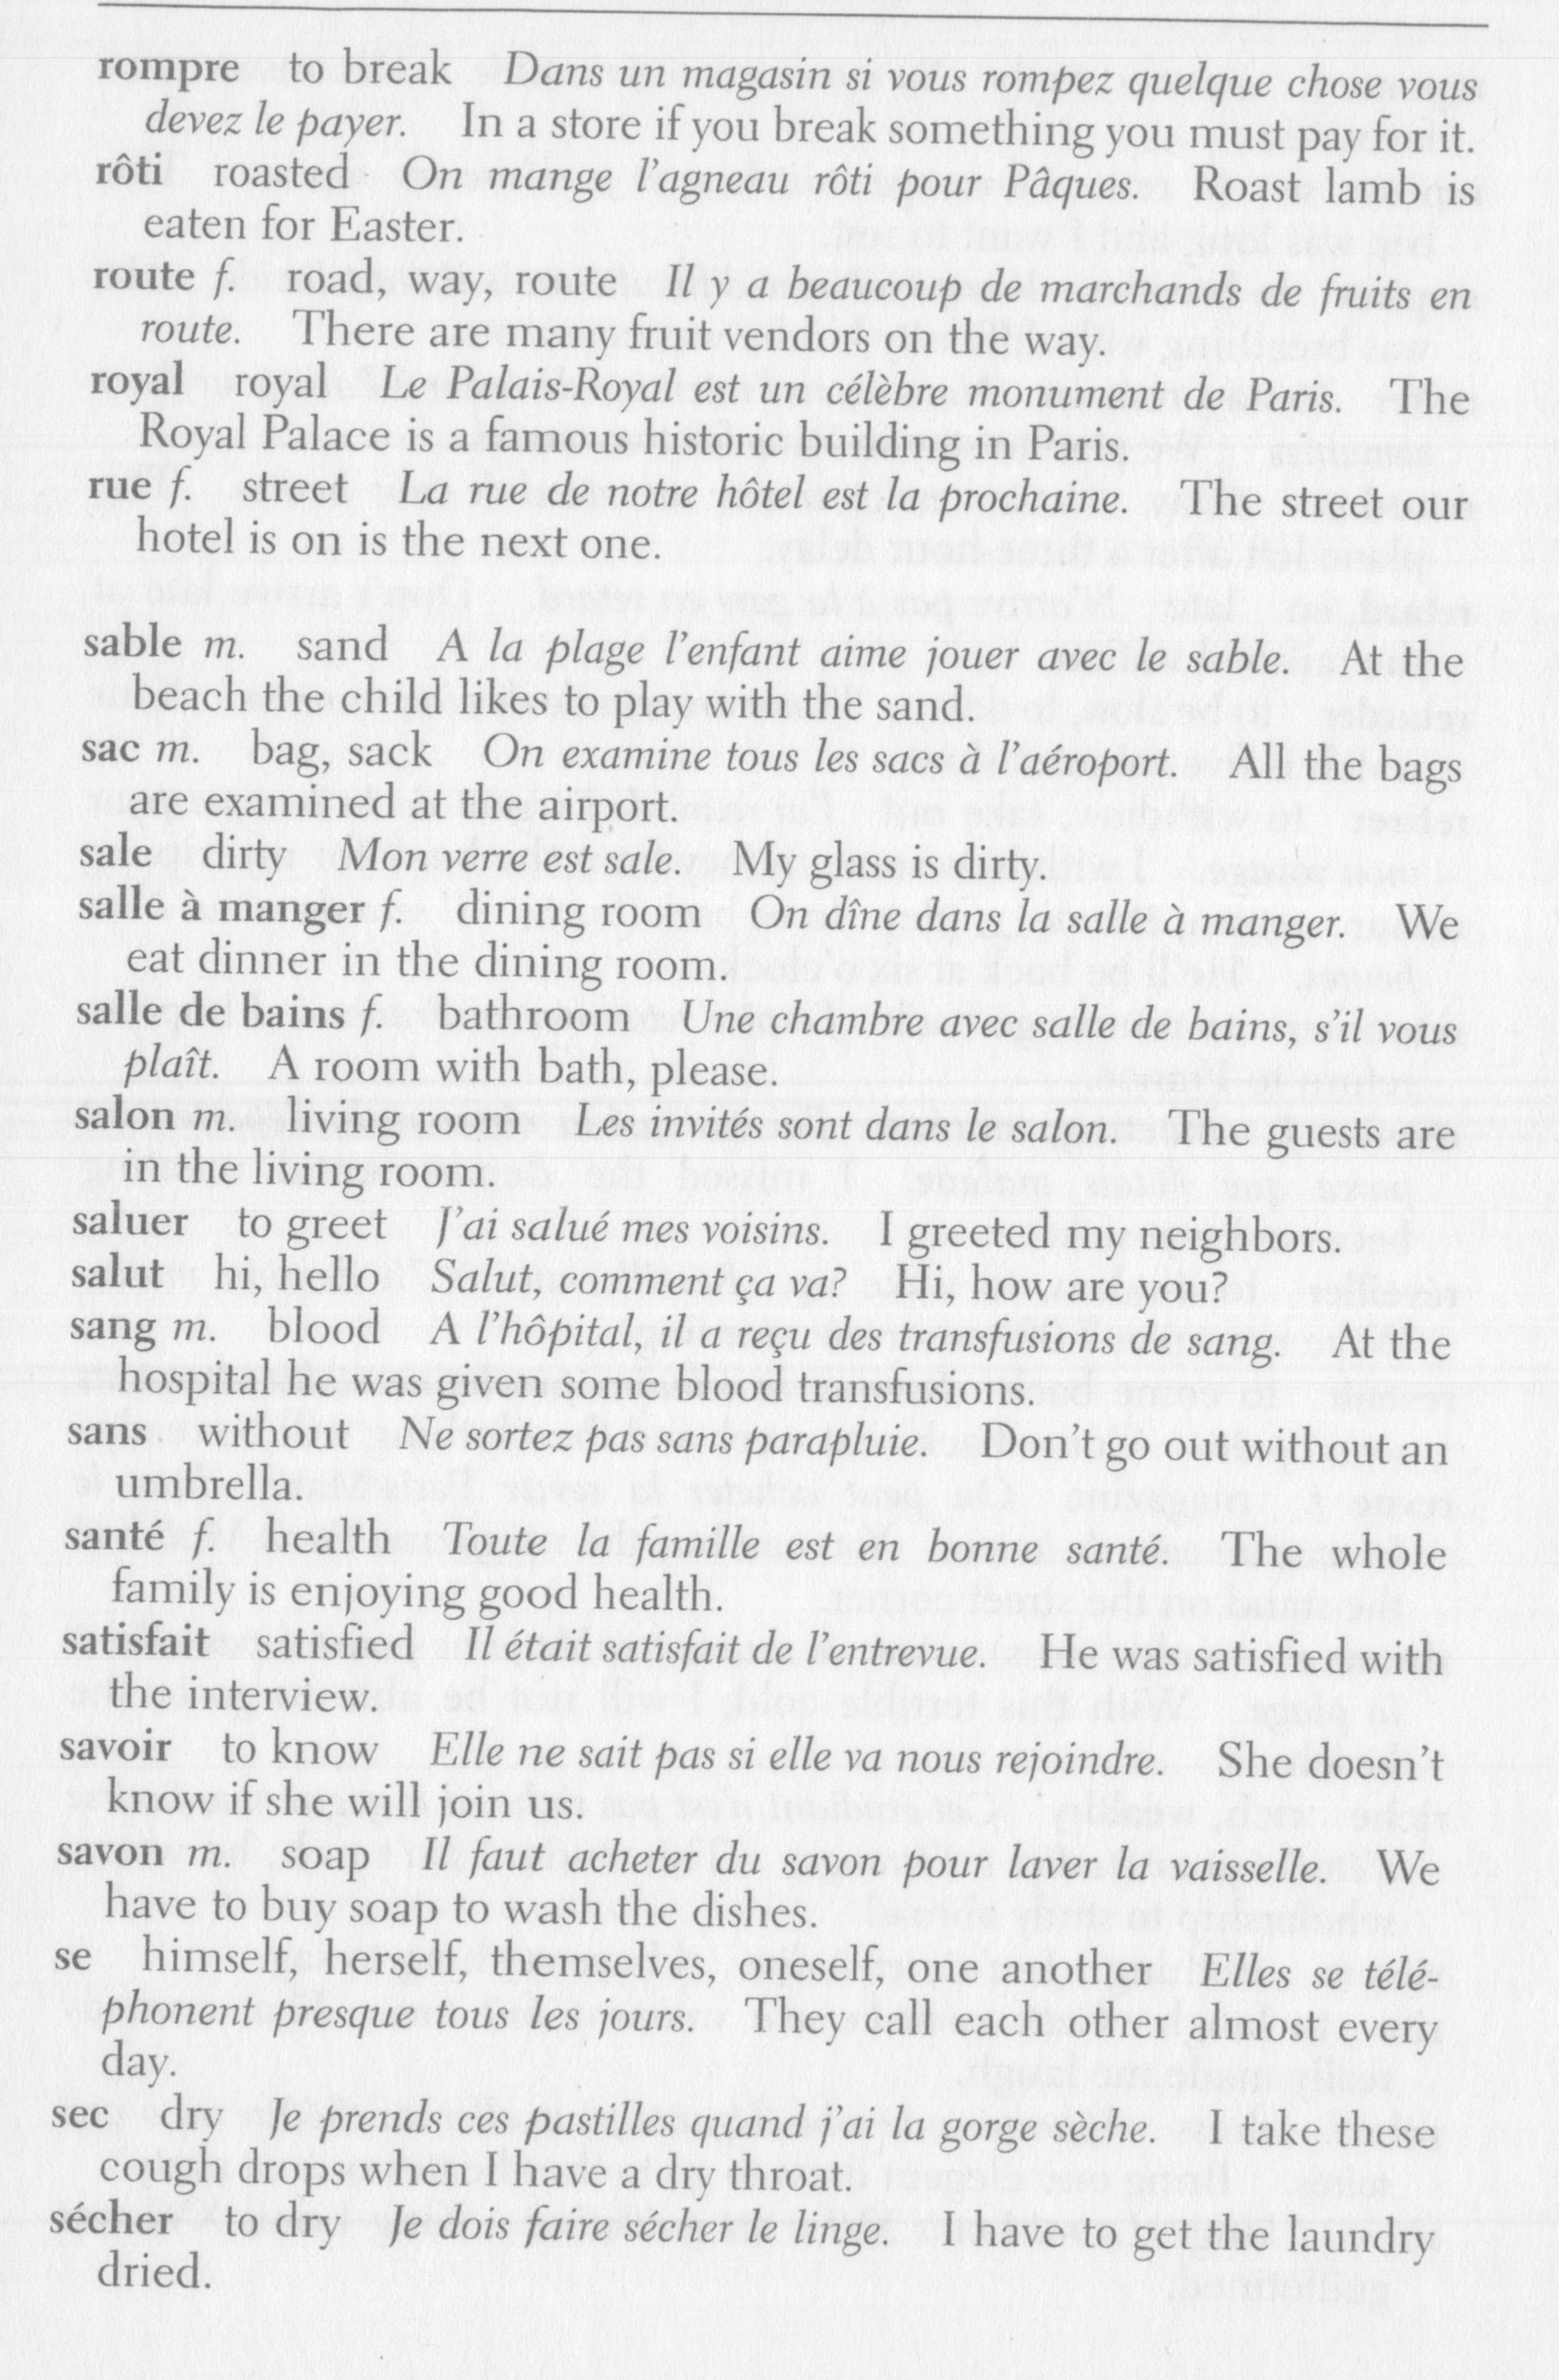 rompre to break Dans un magasin si vous rompez quelque chose vous
devez le payer. In a store if you break something you must pay for it.
rôti roasted On mange l'agneau rôti pour Pâques. Roast lamb is
eaten for Easter.
route f. road, way, route Il y a beaucoup de marchands de fruits en
route. There are many fruit vendors on the way.
royal royal Le Palais-Royal est un célèbre monument de Paris. The
Royal Palace is a famous historic building in Paris.
rue f. street La rue de notre hôtel est la prochaine. The street our
hotel is on is the next one.
sable m. sand A la plage l'enfant aime jouer avec le sable. At the
beach the child likes to play with the sand.
sac m. bag, sack On examine tous les sacs à l'aéroport. All the bags
are examined at the airport.
sale dirty Mon verre est sale. My glass is dirty.
salle à manger f. dining room On dîne dans la salle à manger. We
eat dinner in the dining room.
salle de bains f. bathroom Une chambre avec salle de bains, s'il vous
plaît. A room with bath, please.
salon m. living room Les invités sont dans le salon. The guests are
in the living room.
saluer to greet J'ai salué mes voisins. I greeted my neighbors.
salut hi, hello Salut, comment ça va? Hi, how are you?
sang m. blood A l'hôpital, il a reçu des transfusions de sang. At the
hospital he was given some blood transfusions.
sans without Ne sortez pas sans parapluie. Don't go out without an
umbrella.
santé f. health Toute la famille est en bonne santé. The whole
family is enjoying good health.
satisfait satisfied Il était satisfait de l'entrevue. He was satisfied with
the interview.
savoir to know Elle ne sait pas si elle va nous rejoindre. She doesn't
know if she will join us.
savon m. soap Il faut acheter du savon pour laver la vaisselle. We
have to buy soap to wash the dishes.
se himself, herself, themselves, oneself, one another Elles se télé-
phonent presque tous les jours. They call each other almost every
day.
sec dry Je prends ces pastilles quand j'ai la gorge sèche. I take these
cough drops when I have a dry throat.
sécher to dry Je dois faire sécher le linge. I have to get the laundry
dried.